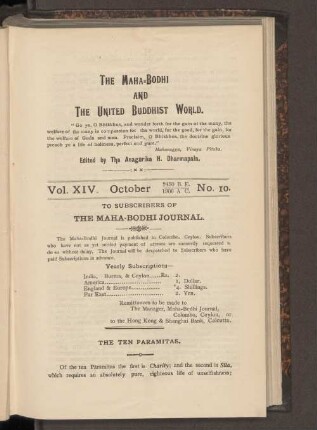 THE MAHA-BODHI
AND
THE UNITED BUDDHIST WORLD.
"Go ye, O Bhikkhus, and wander forth for the gain of the many, the
welfare of the many in compassion for the world, for the good, for the gain, for
the welfare of Gods and men. Proclaim, O Bhikkhus, the doctrine glorious
preach ye a life of holiness, perfect and pure."
Mahavagga, Vinaya Pitaka.
Edited by The Anagarika H. Dharmapala.
Vol. XIV. October 2450 B. E. 1906 A. C. No. 10.
TO SUBSCRIBERS OF
THE MAHA-BODHI JOURNAL.
The Maha-Bodhi Journal is published in Colombo, Ceylon. Subscribers
who have not as yet remitted payment of arrears are earnestly requested to
do so without delay. The Journal will be despatched to Subscribers who have
paid Subscriptions in advance.
Yearly Subscriptions—
India, Burma, & Ceylon......Rs. 2.
America........................ 1. Dollar.
England & Europe............ 4. Shillings.
Far East........................ 2. Yen.
Remittances to be made to
The Manager, Maha-Bodhi Journal,
Colombo, Ceylon, or
to the Hong Kong & Shanghai Bank, Calcutta.
THE TEN PARAMITAS.
Of the ten Paramitas the first is Charity; and the second is Sila,
which requires an absolutely pure, righteous life of unselfishness;